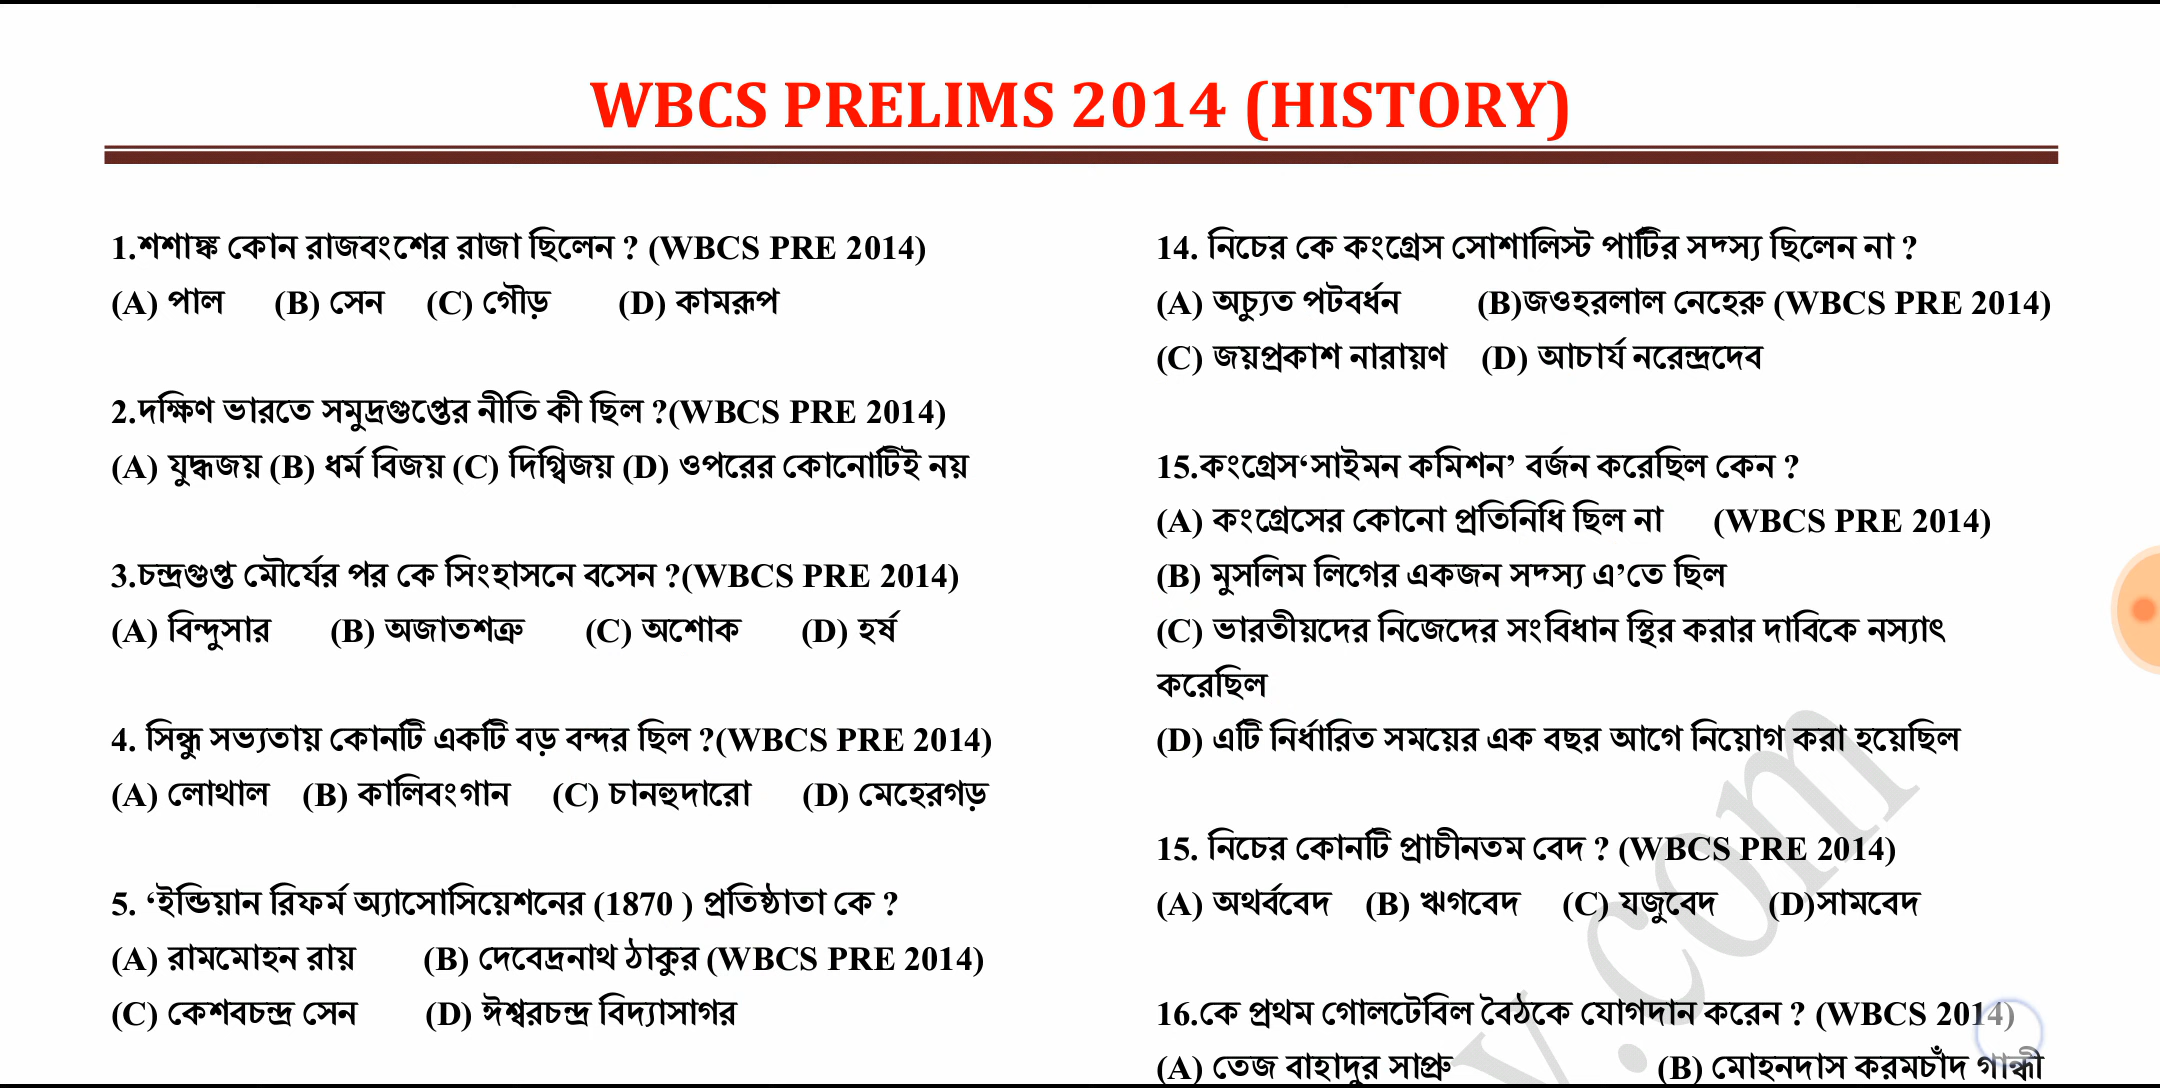 WBCS PRELIMS 2014 (HISTORY)
1.শশাঙ্ক কোন রাজবংশের রাজা ছিলেন ? (WBCS PRE 2014)
(A) পাল (B) সেন (C) গৌড় (D) কামরূপ
2.দক্ষিণ ভারতে সমুদ্রগুপ্তের নীতি কী ছিল ?(WBCS PRE 2014)
(A) যুদ্ধজয় (B) ধর্ম বিজয় (C) দিগ্বিজয় (D) ওপরের কোনোটিই নয়
3.চন্দ্রগুপ্ত মৌর্যের পর কে সিংহাসনে বসেন ?(WBCS PRE 2014)
(A) বিন্দুসার (B) অজাতশত্রু (C) অশোক (D) হর্ষ
4. সিন্ধু সভ্যতায় কোনটি একটি বড় বন্দর ছিল ?(WBCS PRE 2014)
(A) লোথাল (B) কালিবংগান (C) চানহুদারো (D) মেহেরগড়
5. ‘ইন্ডিয়ান রিফর্ম অ্যাসোসিয়েশনের (1870 ) প্রতিষ্ঠাতা কে ?
(A) রামমোহন রায় (B) দেবেদ্রনাথ ঠাকুর (WBCS PRE 2014)
(C) কেশবচন্দ্র সেন (D) ঈশ্বরচন্দ্র বিদ্যাসাগর
14. নিচের কে কংগ্রেস সোশালিস্ট পার্টির সদস্য ছিলেন না ?
(A) অচ্যুত পটবর্ধন (B)জওহরলাল নেহেরু (WBCS PRE 2014)
(C) জয়প্রকাশ নারায়ণ (D) আচার্য নরেন্দ্রদেব
15.কংগ্রেস‘সাইমন কমিশন’ বর্জন করেছিল কেন ?
(A) কংগ্রেসের কোনো প্রতিনিধি ছিল না (WBCS PRE 2014)
(B) মুসলিম লিগের একজন সদস্য এ’তে ছিল
(C) ভারতীয়দের নিজেদের সংবিধান স্থির করার দাবিকে নস্যাৎ
করেছিল
(D) এটি নির্ধারিত সময়ের এক বছর আগে নিয়োগ করা হয়েছিল
15. নিচের কোনটি প্রাচীনতম বেদ ? (WBCS PRE 2014)
(A) অথর্ববেদ (B) ঋগবেদ (C) যজুবেদ (D)সামবেদ
16.কে প্রথম গোলটেবিল বৈঠকে যোগদান করেন ? (WBCS 2014)
(A) তেজ বাহাদুর সাপ্রু (B) মোহনদাস করমচাঁদ গান্ধী
y.com